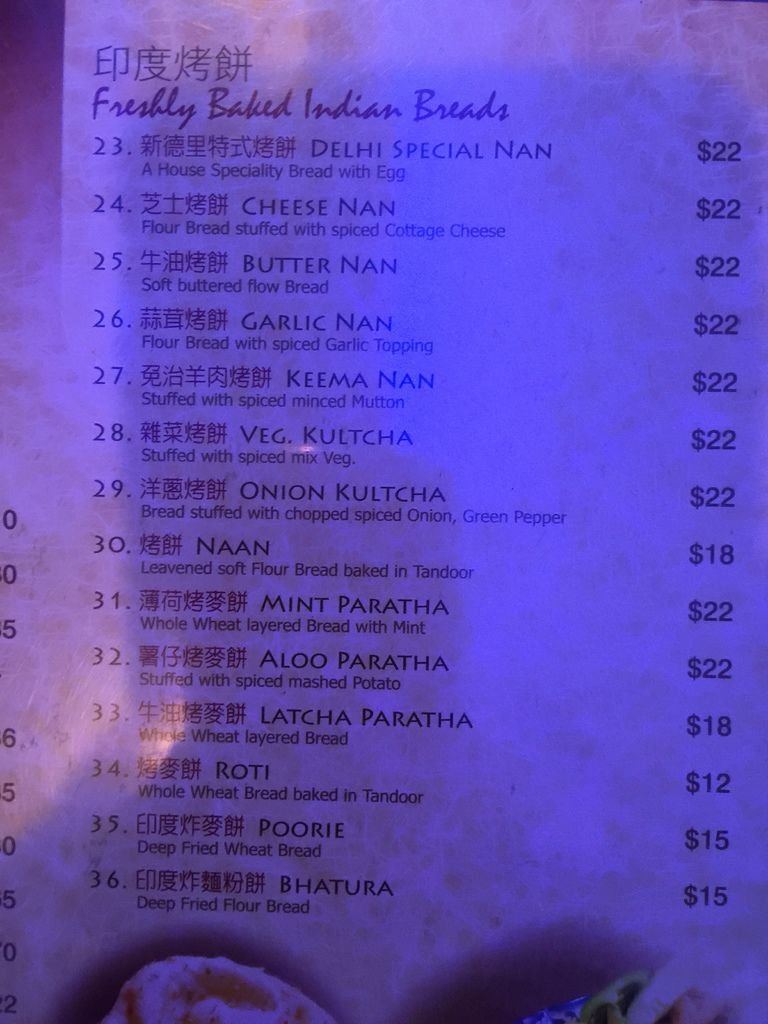 印度烤餅
Freshly Baked Indian Breads
23. 新德里特式烤餅 DELHI SPECIAL NAN $22
A House Speciality Bread with Egg
24. 芝士烤餅 CHEESE NAN $22
Flour Bread stuffed with spiced Cottage Cheese
25. 牛油烤餅 BUTTER NAN $22
Soft buttered flow Bread
26. 蒜茸烤餅 GARLIC NAN $22
Flour Bread with spiced Garlic Topping
27. 免治羊肉烤餅 KEEMA NAN $22
Stuffed with spiced minced Mutton
28. 雜菜烤餅 VEG. KULTCHA $22
Stuffed with spiced mix Veg.
29. 洋蔥烤餅 ONION KULTCHA $22
Bread stuffed with chopped spiced Onion, Green Pepper
30. 烤餅 NAAN $18
Leavened soft Flour Bread baked in Tandoor
31. 薄荷烤麥餅 MINT PARATHA $22
Whole Wheat layered Bread with Mint
32. 薯仔烤麥餅 ALOO PARATHA $22
Stuffed with spiced mashed Potato
33. 牛油烤麥餅 LATCHA PARATHA $18
Whole Wheat layered Bread
34. 烤麥餅 ROTI $12
Whole Wheat Bread baked in Tandoor
35. 印度炸麥餅 POORIE $15
Deep Fried Wheat Bread
36. 印度炸麵粉餅 BHATURA $15
Deep Fried Flour Bread